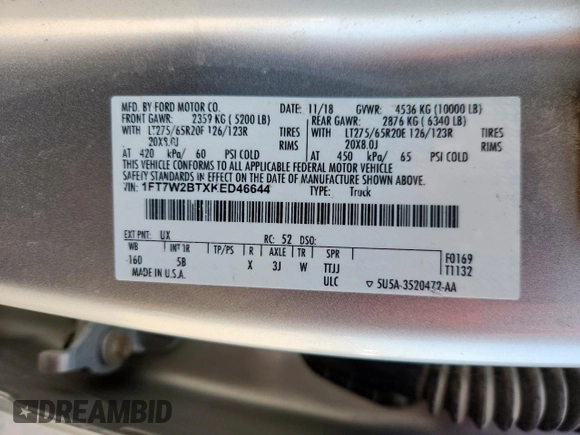 MFD. BY FORD MOTOR CO. DATE: 11/18 GVWR: 4536 KG (10000 LB)
FRONT GAWR: 2359 KG (5200 LB) REAR GAWR: 2876 KG (6340 LB)
WITH LT275/65R20E 126/123R TIRES WITH LT275/65R20E 126/123R TIRES
20X8.0J RIMS 20X8.0J RIMS
AT 420 kPa/ 60 PSI COLD AT 450 kPa/ 65 PSI COLD
THIS VEHICLE CONFORMS TO ALL APPLICABLE FEDERAL MOTOR VEHICLE
SAFETY STANDARDS IN EFFECT ON THE DATE OF MANUFACTURE SHOWN ABOVE.
VIN: 1FT7W2BTXKED46644 TYPE: Truck
EXT PNT: UX RC: 52 DSO:
WB INT TR TP/PS R AXLE TR SPR F0169
160 5B X 3J W TTJJ T1132
MADE IN U.S.A. ULC ▽ 5U5A-3520472-AA
DREAMBID